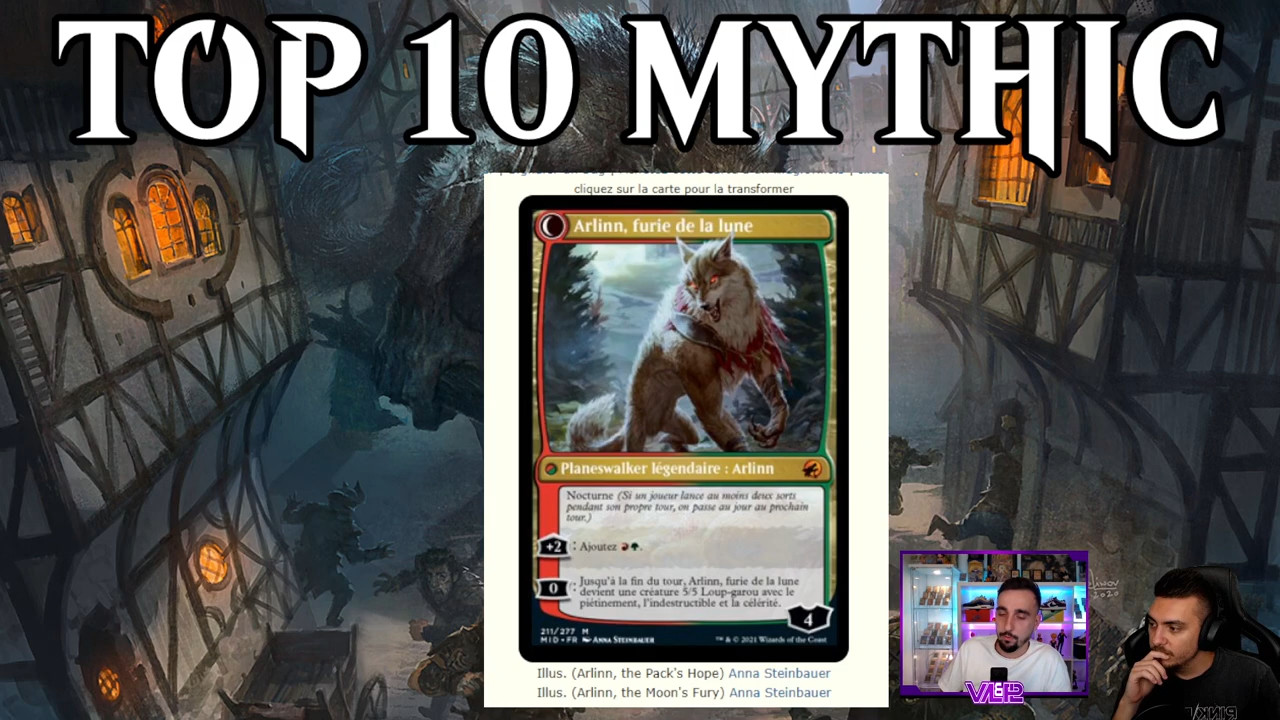 TOP 10 MYTHIC
cliquez sur la carte pour la transformer
Arlinn, furie de la lune
Planeswalker légendaire : Arlinn
Nocturne (Si un joueur lance au moins deux sorts
pendant son propre tour, on passe au jour au prochain
tour.)
+2 : Ajoutez .
0 : Jusqu'à la fin du tour, Arlinn, furie de la lune
devient une créature 5/5 Loup-garou avec le
piétinement, l'indestructible et la célérité.
4
211/277 M
MID • FR ANNA STEINBAUER
™ & © 2021 Wizards of the Coast
Illus. (Arlinn, the Pack's Hope) Anna Steinbauer
Illus. (Arlinn, the Moon's Fury) Anna Steinbauer
2020